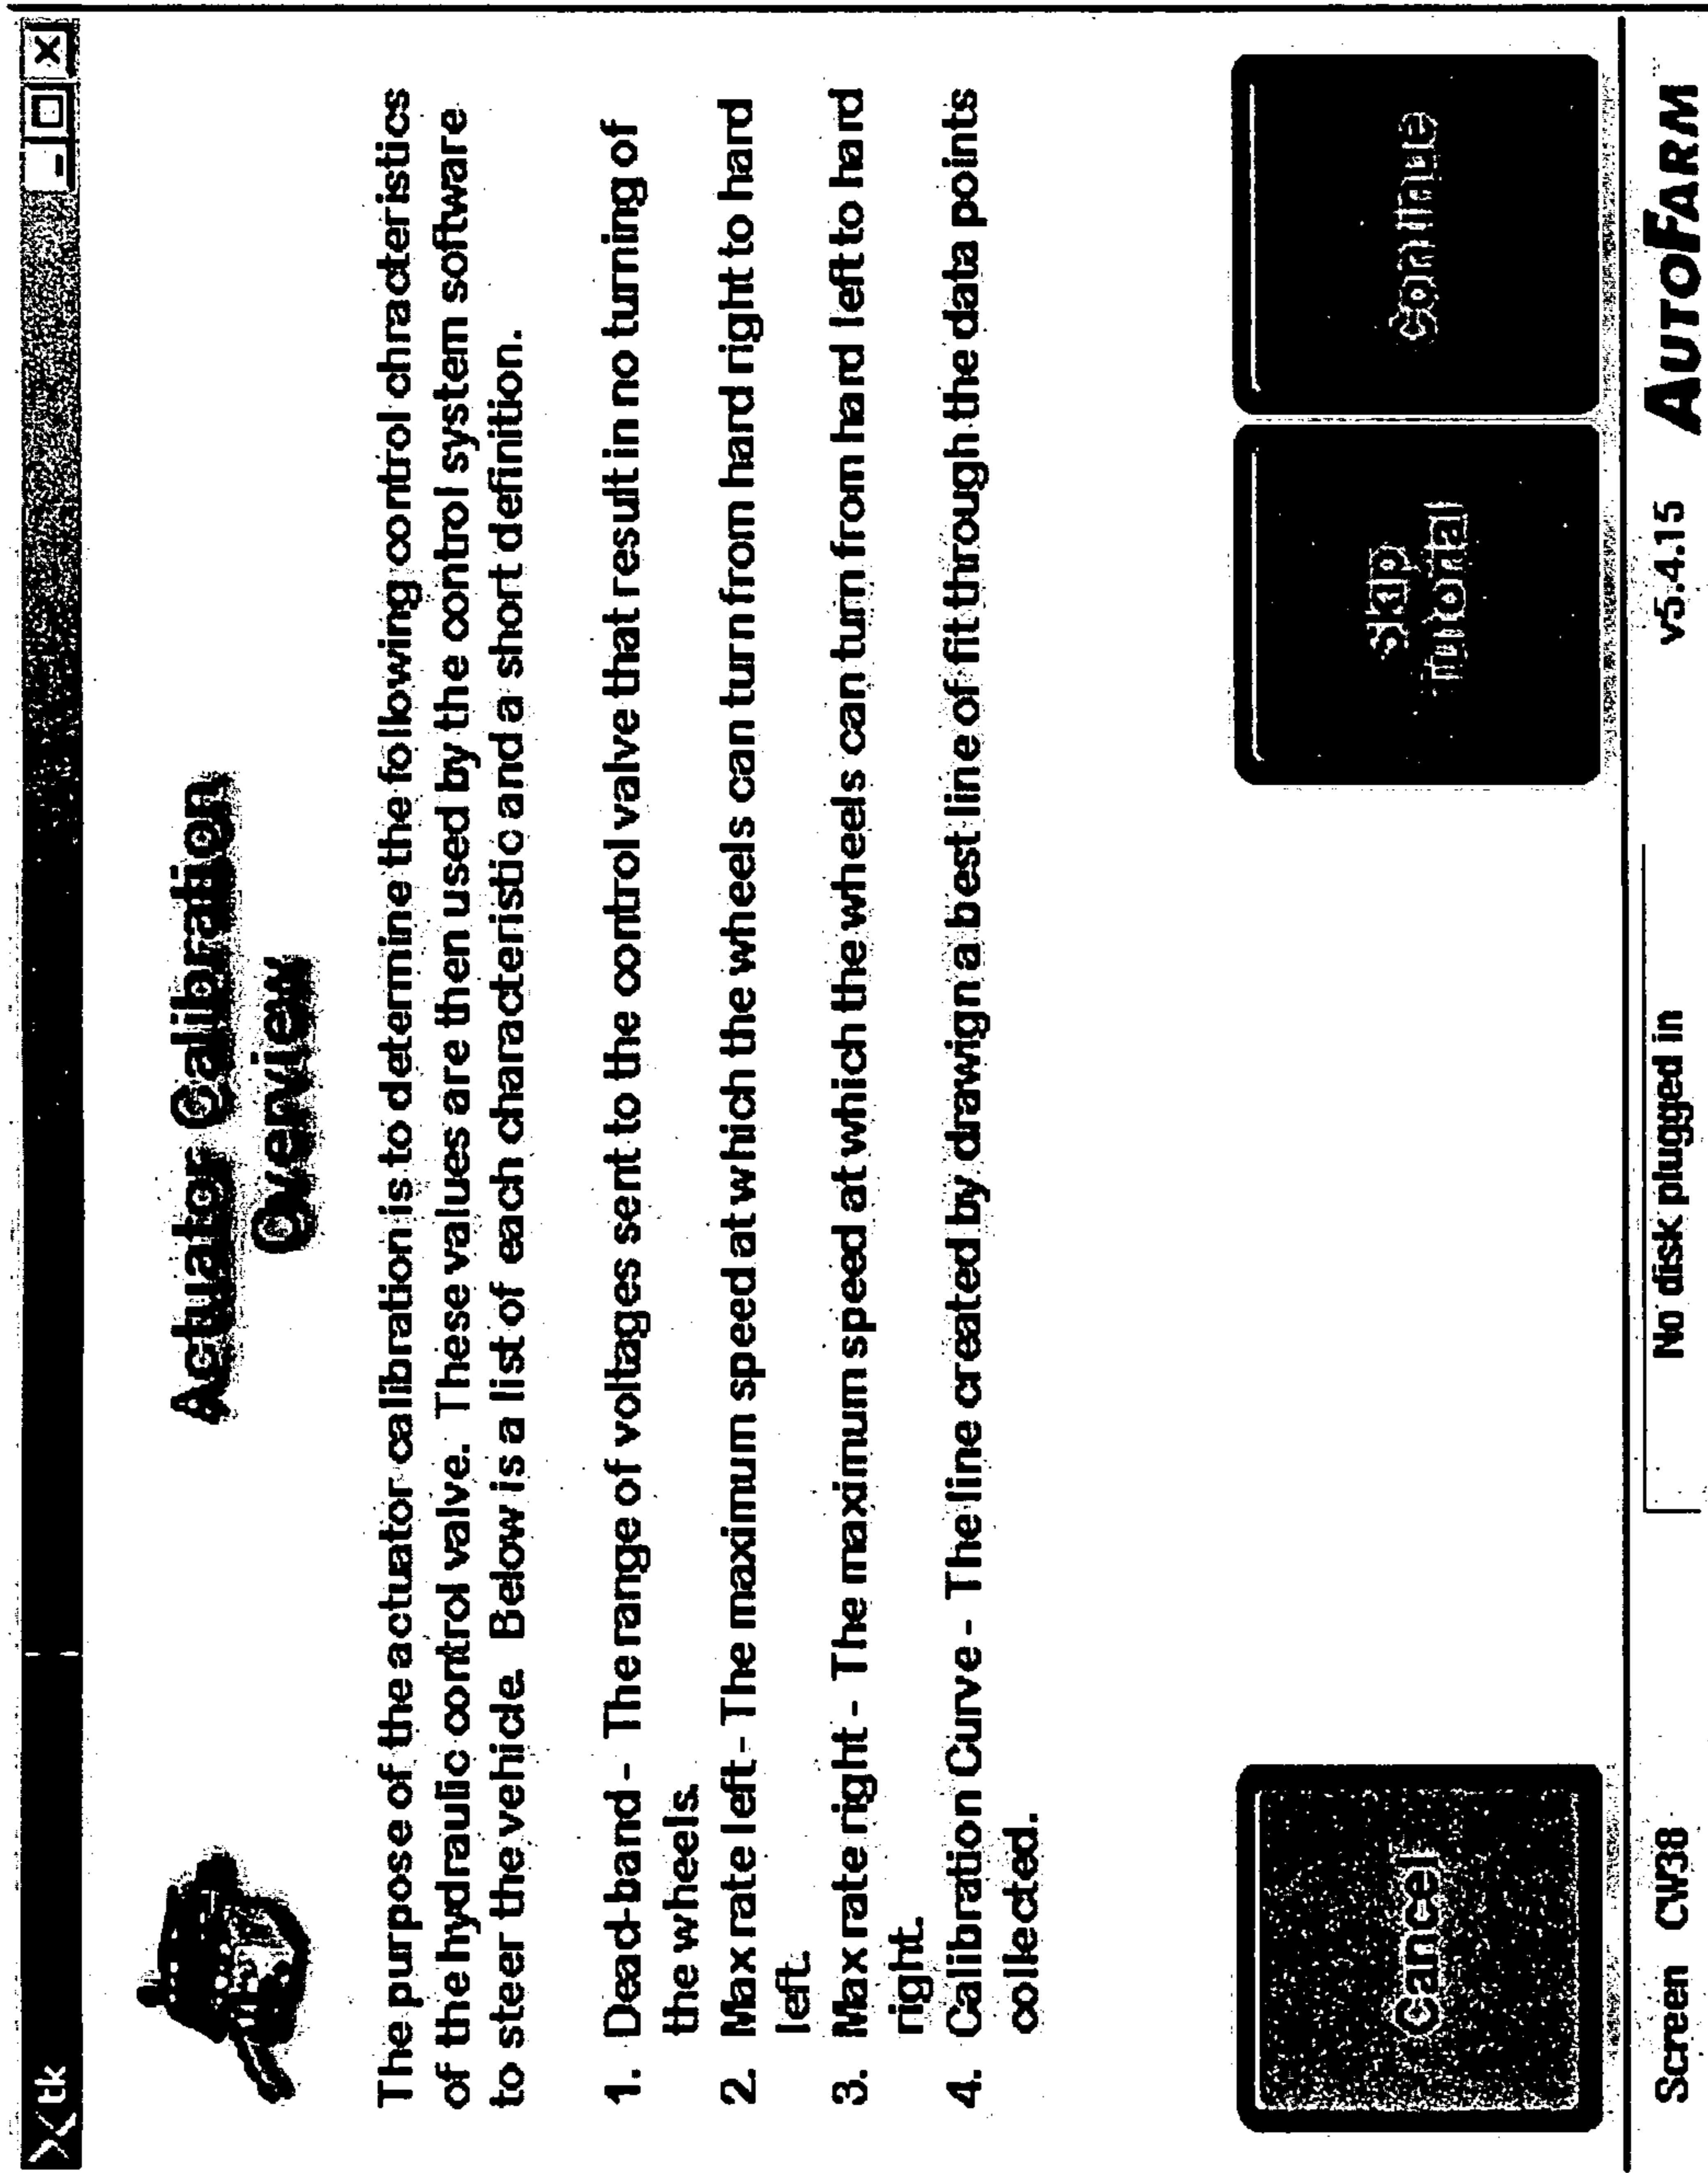 tk
Actuator Calibration
Overview
The purpose of the actuator calibration is to determine the following control chracteristics
of the hydraulic control valve. These values are then used by the control system software
to steer the vehicle. Below is a list of each characteristic and a short definition.
1. Dead-band - The range of voltages sent to the control valve that result in no turning of
the wheels.
2. Max rate left - The maximum speed at which the wheels can turn from hard right to hard
left.
3. Max rate right - The maximum speed at which the wheels can turn from hard left to hard
right.
4. Calibration Curve - The line created by drawign a best line of fit through the data points
collected.
Cancel
Skip
Tutorial
Continue
Screen CW38
No disk plugged in
v5.4.15
AUTOFARM